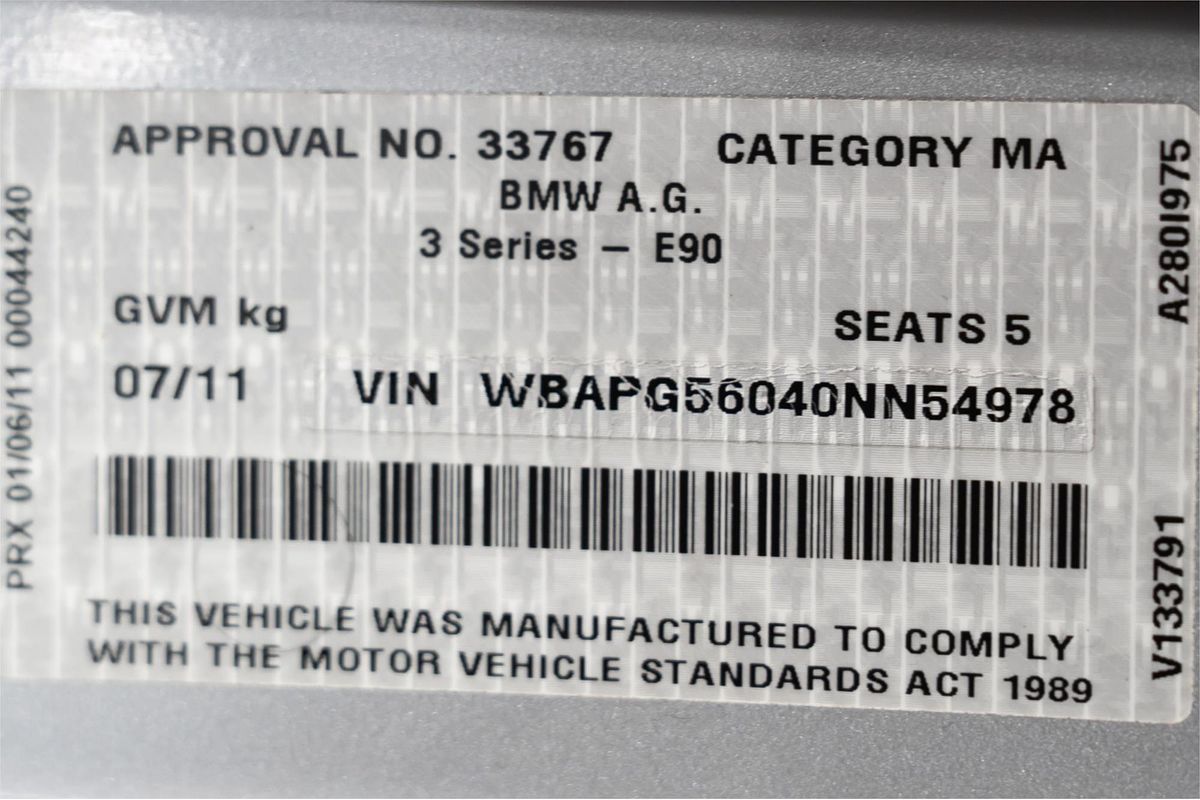 APPROVAL NO. 33767 CATEGORY MA
BMW A.G.
3 Series – E90
GVM kg SEATS 5
07/11 VIN WBAPG56040NN54978
THIS VEHICLE WAS MANUFACTURED TO COMPLY
WITH THE MOTOR VEHICLE STANDARDS ACT 1989
PRX 01/06/11 00044240
A280I975
V133791